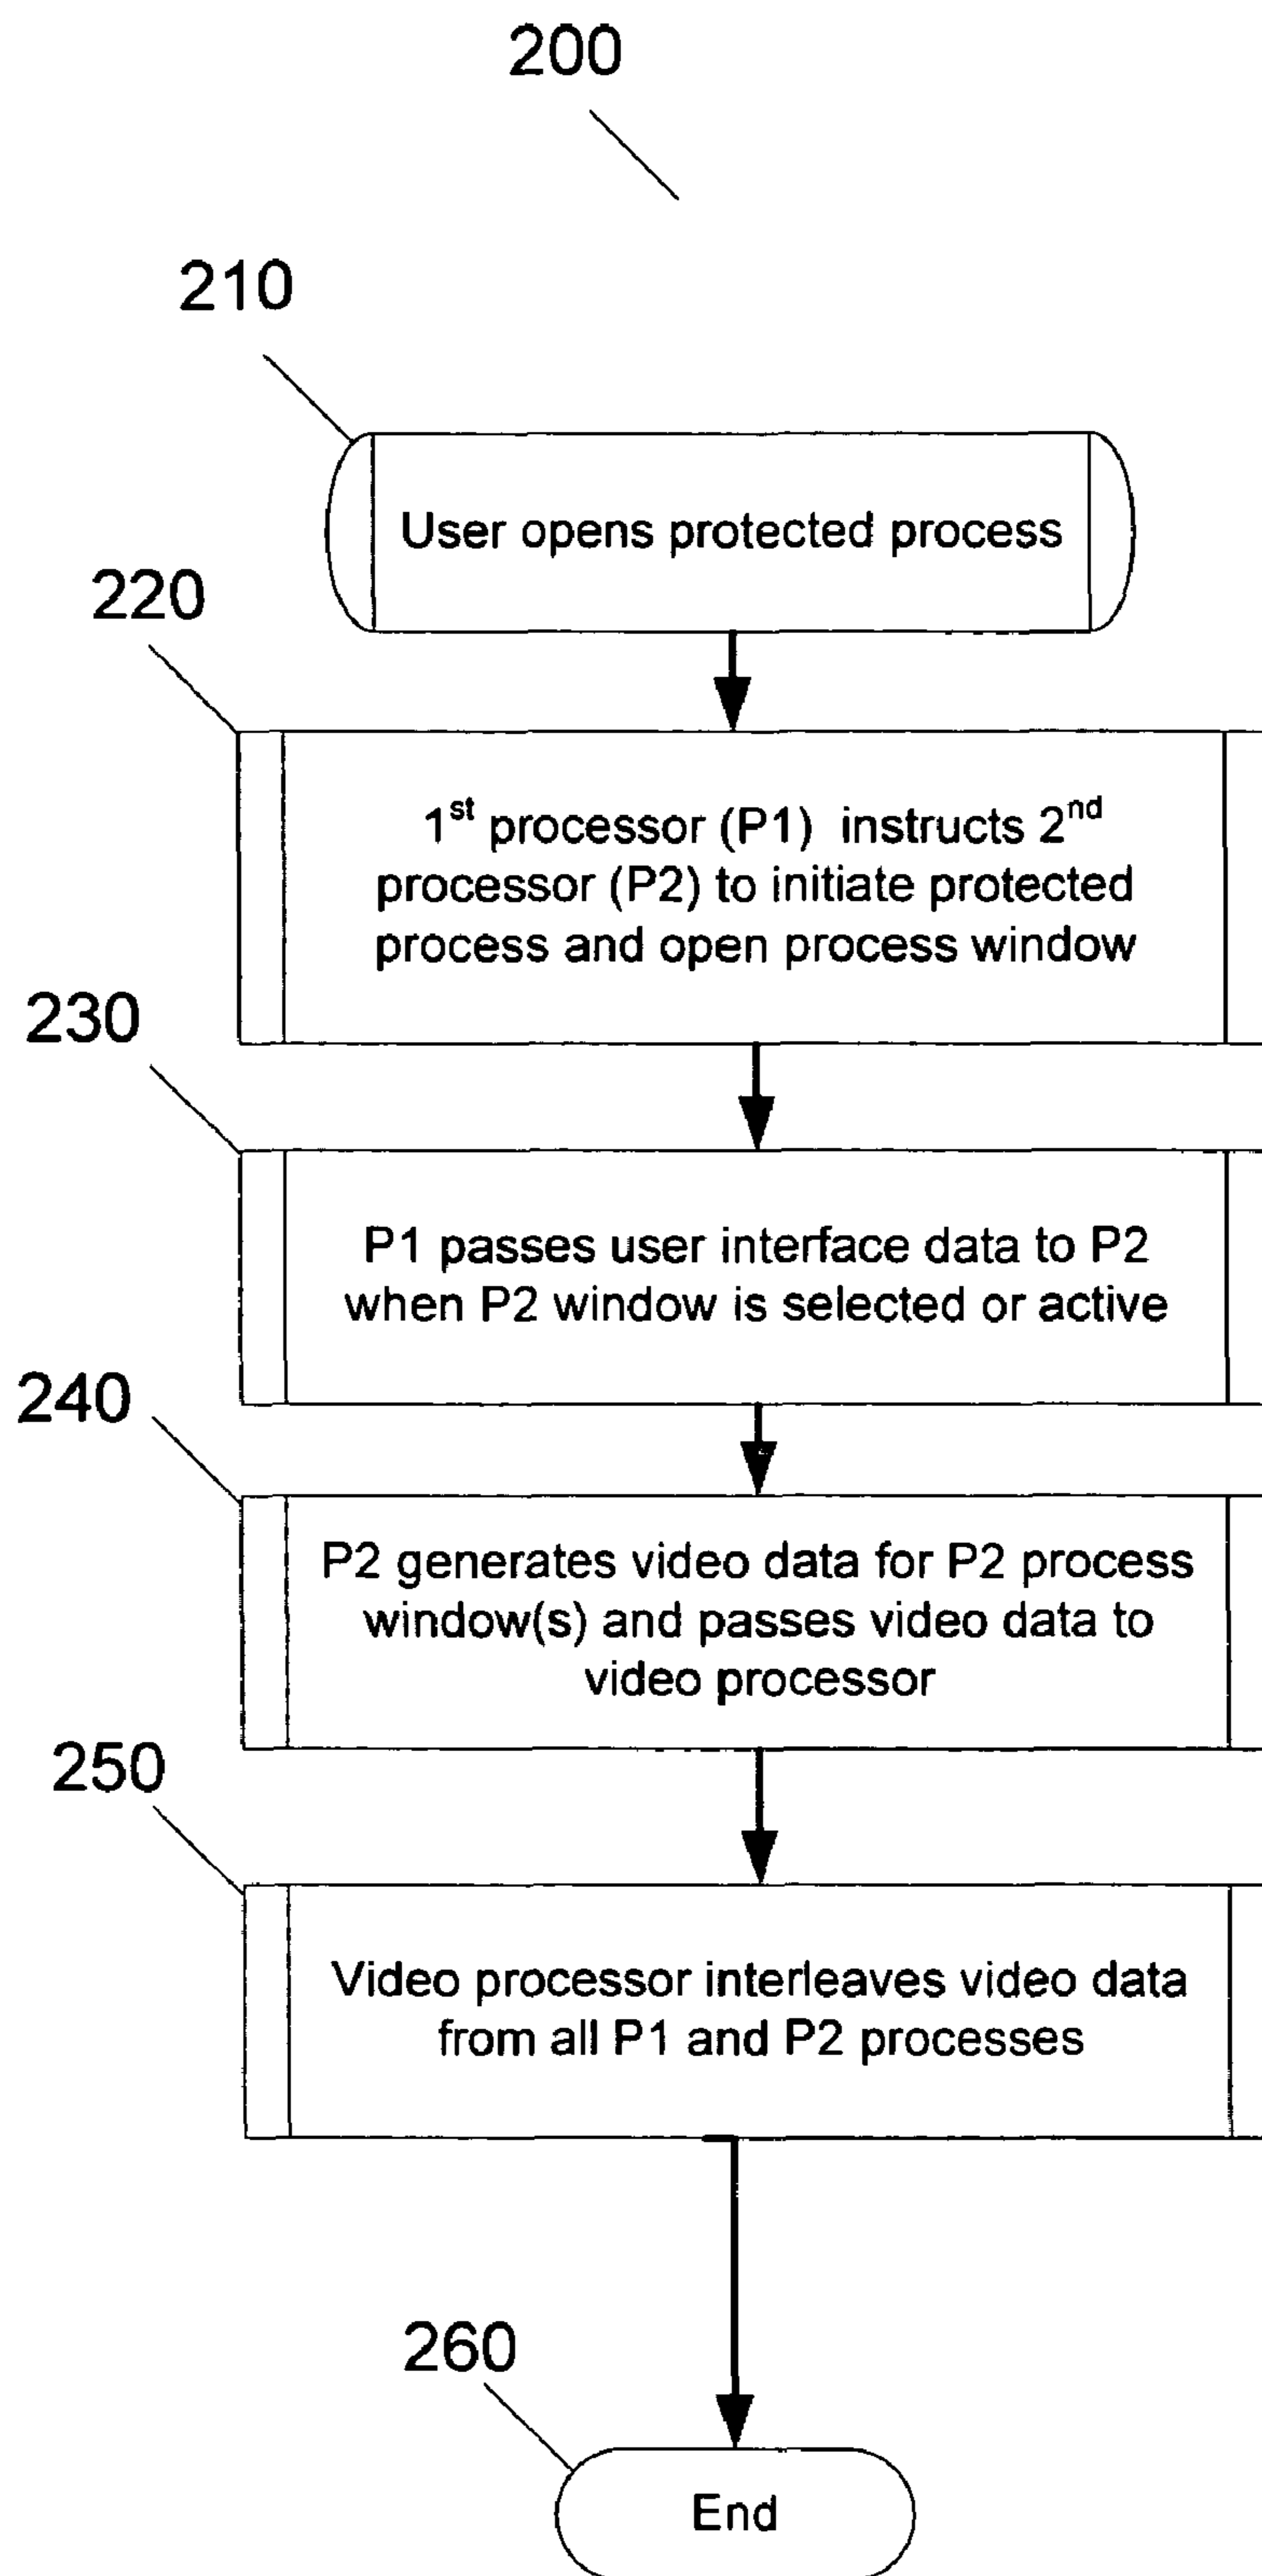 200
210
User opens protected process
220
1st processor (P1) instructs 2nd
processor (P2) to initiate protected
process and open process window
230
P1 passes user interface data to P2
when P2 window is selected or active
240
P2 generates video data for P2 process
window(s) and passes video data to
video processor
250
Video processor interleaves video data
from all P1 and P2 processes
260
End